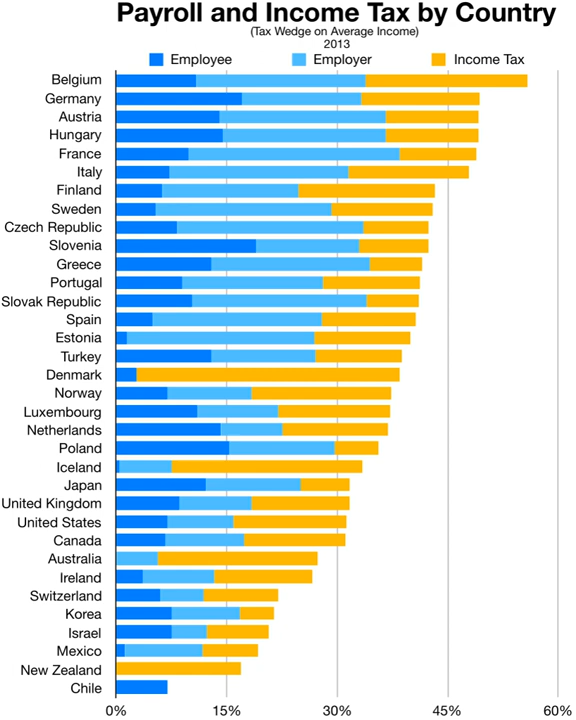 Payroll and Income Tax by Country
(Tax Wedge on Average Income)
2013
Employee Employer Income Tax
Belgium
Germany
Austria
Hungary
France
Italy
Finland
Sweden
Czech Republic
Slovenia
Greece
Portugal
Slovak Republic
Spain
Estonia
Turkey
Denmark
Norway
Luxembourg
Netherlands
Poland
Iceland
Japan
United Kingdom
United States
Canada
Australia
Ireland
Switzerland
Korea
Israel
Mexico
New Zealand
Chile
0% 15% 30% 45% 60%